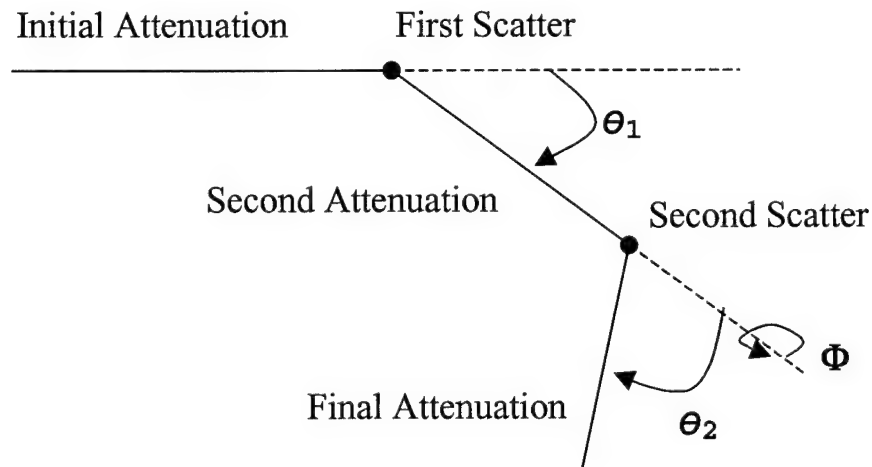 Initial Attenuation
First Scatter
θ1
Second Attenuation
Second Scatter
Φ
Final Attenuation
θ2